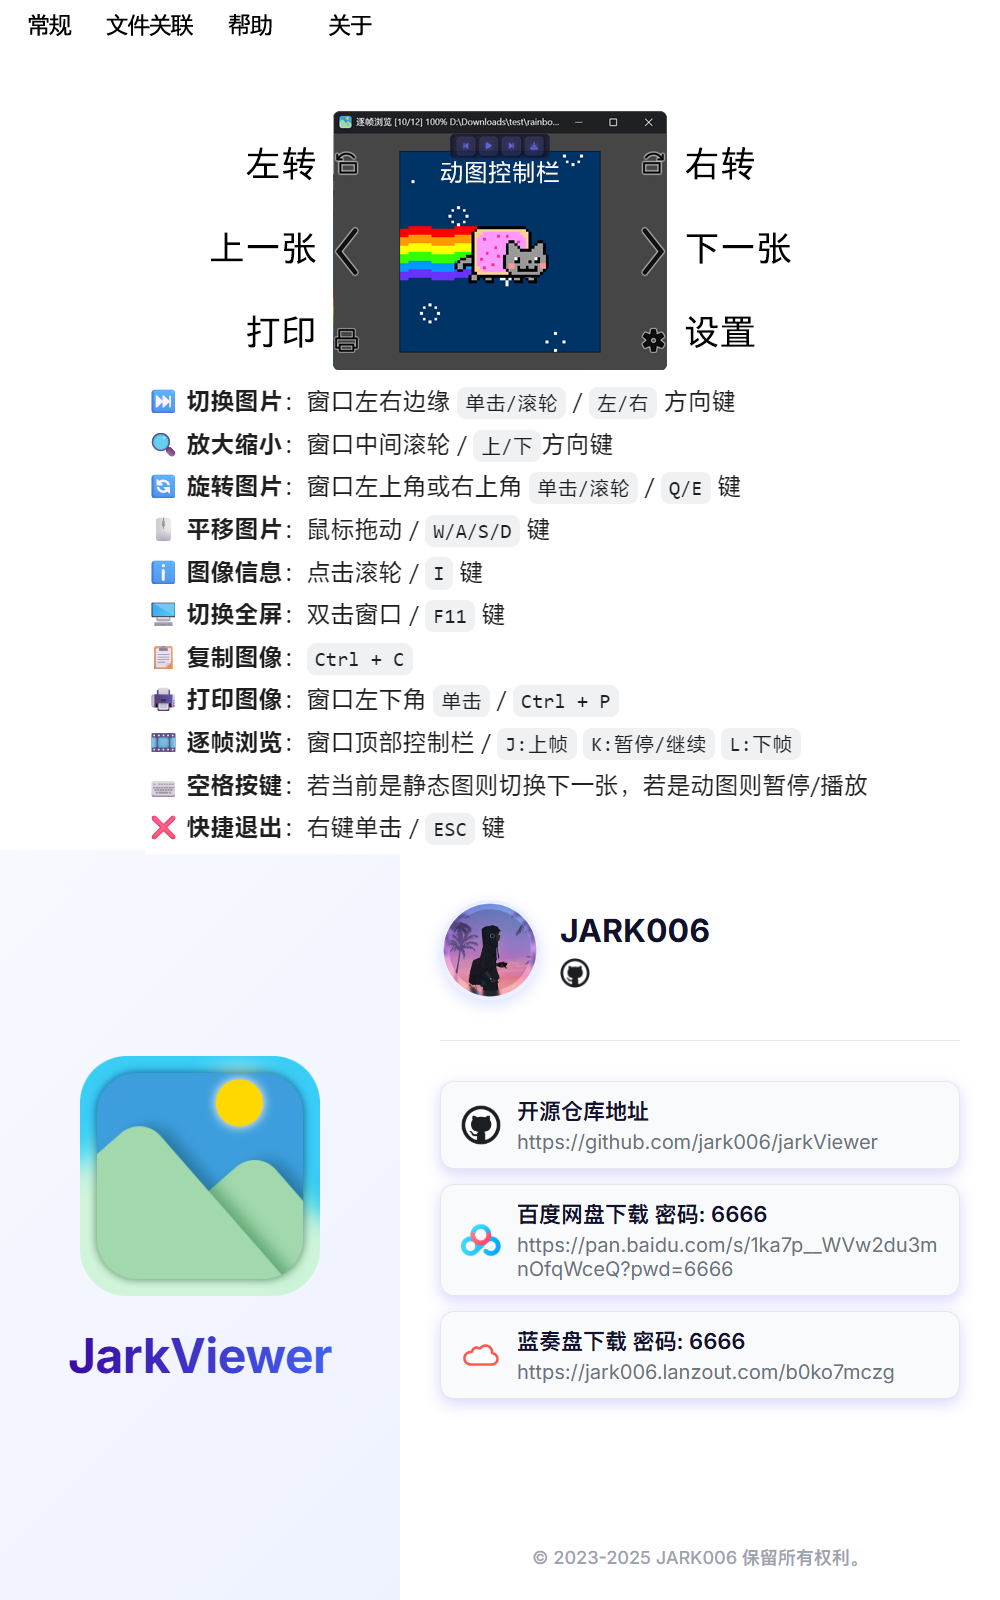 常规 文件关联 帮助 关于
逐帧浏览 [10/12] 100% D:\Downloads\test\rainbo...
动图控制栏
左转
右转
上一张
下一张
打印
设置
切换图片：窗口左右边缘 单击/滚轮 / 左/右 方向键
放大缩小：窗口中间滚轮 / 上/下方向键
旋转图片：窗口左上角或右上角 单击/滚轮 / Q/E 键
平移图片：鼠标拖动 / W/A/S/D 键
图像信息：点击滚轮 / I 键
切换全屏：双击窗口 / F11 键
复制图像：Ctrl + C
打印图像：窗口左下角 单击 / Ctrl + P
逐帧浏览：窗口顶部控制栏 / J:上帧 K:暂停/继续 L:下帧
空格按键：若当前是静态图则切换下一张，若是动图则暂停/播放
快捷退出：右键单击 / ESC 键
JarkViewer
JARK006
开源仓库地址
https://github.com/jark006/jarkViewer
百度网盘下载 密码: 6666
https://pan.baidu.com/s/1ka7p__WVw2du3m
nOfqWceQ?pwd=6666
蓝奏盘下载 密码: 6666
https://jark006.lanzout.com/b0ko7mczg
© 2023-2025 JARK006 保留所有权利。